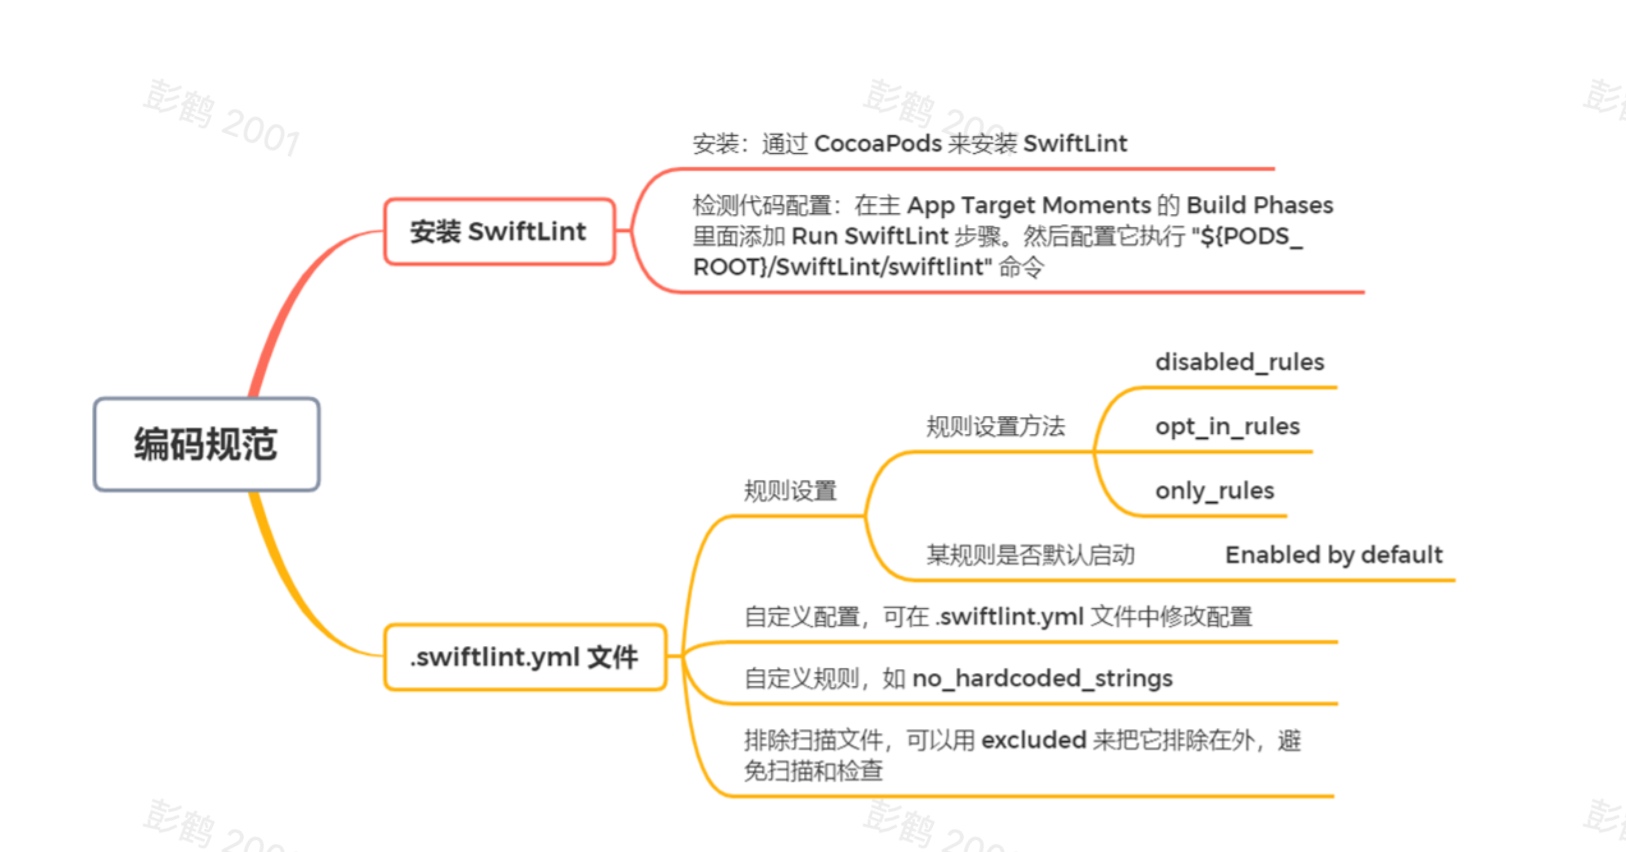 彭鹤 2001
彭鹤 2001
彭
安装：通过 CocoaPods 来安装 SwiftLint
检测代码配置：在主 App Target Moments 的 Build Phases
里面添加 Run SwiftLint 步骤。然后配置它执行 "${PODS_
ROOT}/SwiftLint/swiftlint" 命令
安装 SwiftLint
编码规范
disabled_rules
规则设置方法
opt_in_rules
规则设置
only_rules
某规则是否默认启动
Enabled by default
自定义配置，可在 .swiftlint.yml 文件中修改配置
.swiftlint.yml 文件
自定义规则，如 no_hardcoded_strings
排除扫描文件，可以用 excluded 来把它排除在外，避
免扫描和检查
彭鹤 200
彭鹤 200
彭